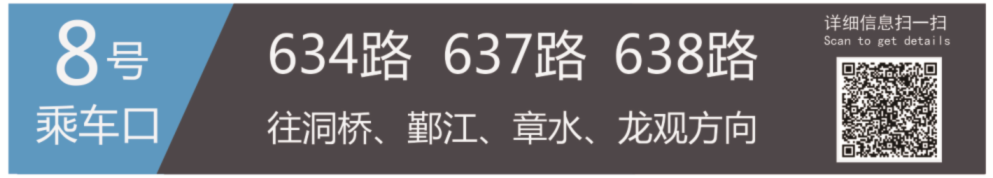 8号
乘车口
634路 637路 638路
往洞桥、鄞江、章水、龙观方向
详细信息扫一扫
Scan to get details